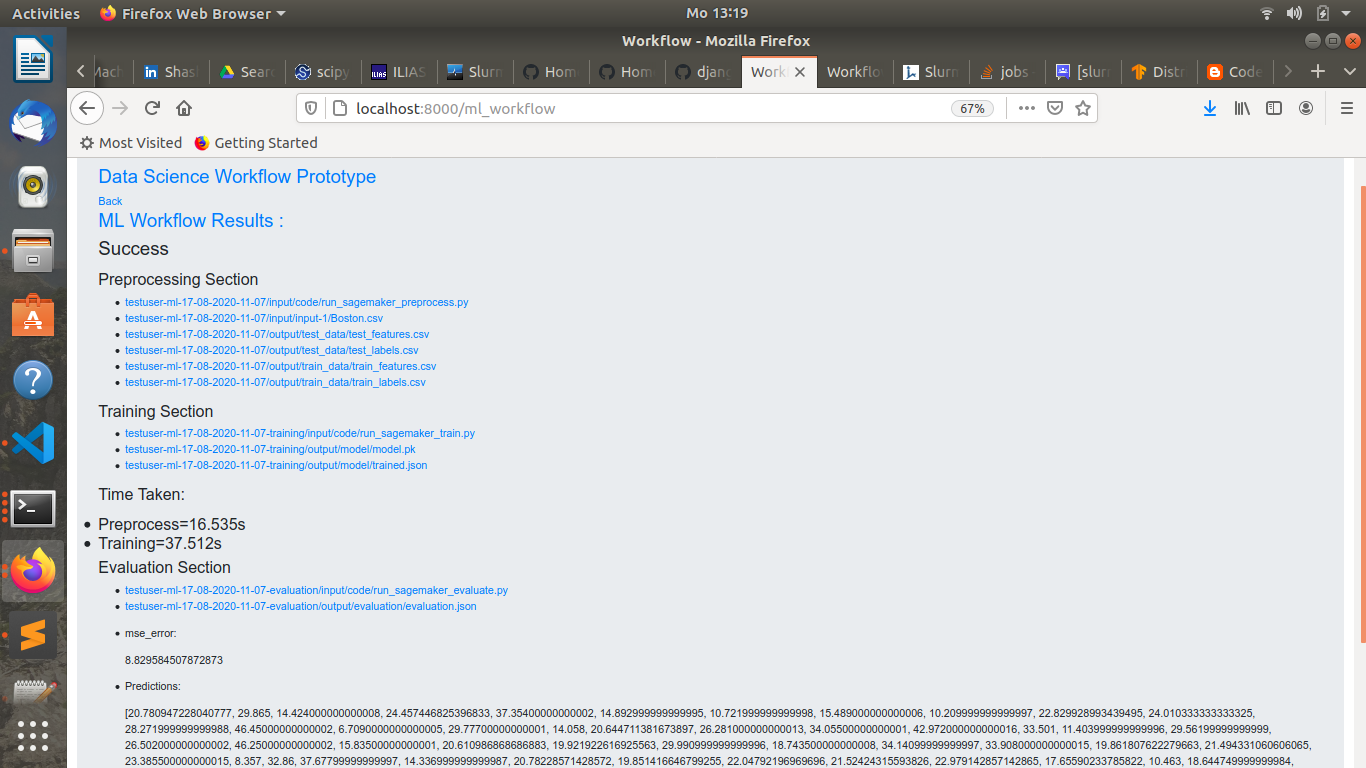 Activities Firefox Web Browser Mo 13:19
Workflow - Mozilla Firefox
Mach Shas Sear scipy ILIAS Slurn Hom Hom djang Work Workflo Slurn jobs - [slurr Distr Code
localhost:8000/ml_workflow 67%
Most Visited Getting Started
Data Science Workflow Prototype
Back
ML Workflow Results :
Success
Preprocessing Section
testuser-ml-17-08-2020-11-07/input/code/run_sagemaker_preprocess.py
testuser-ml-17-08-2020-11-07/input/input-1/Boston.csv
testuser-ml-17-08-2020-11-07/output/test_data/test_features.csv
testuser-ml-17-08-2020-11-07/output/test_data/test_labels.csv
testuser-ml-17-08-2020-11-07/output/train_data/train_features.csv
testuser-ml-17-08-2020-11-07/output/train_data/train_labels.csv
Training Section
testuser-ml-17-08-2020-11-07-training/input/code/run_sagemaker_train.py
testuser-ml-17-08-2020-11-07-training/output/model/model.pk
testuser-ml-17-08-2020-11-07-training/output/model/trained.json
Time Taken:
Preprocess=16.535s
Training=37.512s
Evaluation Section
testuser-ml-17-08-2020-11-07-evaluation/input/code/run_sagemaker_evaluate.py
testuser-ml-17-08-2020-11-07-evaluation/output/evaluation/evaluation.json
mse_error:
8.829584507872873
Predictions:
[20.780947228040777, 29.865, 14.424000000000008, 24.457446825396833, 37.35400000000002, 14.892999999999995, 10.721999999999998, 15.489000000000006, 10.209999999999997, 22.829928993439495, 24.010333333333325,
28.271999999999988, 46.45000000000002, 6.709000000000005, 29.77700000000001, 14.058, 20.644711381673897, 26.281000000000013, 34.05500000000001, 42.972000000000016, 33.501, 11.403999999999996, 29.56199999999999,
26.502000000000002, 46.25000000000002, 15.835000000000001, 20.610986868686883, 19.921922616925563, 29.990999999999996, 18.743500000000008, 34.14099999999997, 33.908000000000015, 19.861807622279663, 21.494331060606065,
23.385500000000015, 8.357, 32.86, 37.67799999999997, 14.336999999999987, 20.78228571428572, 19.851416646799255, 22.04792196969696, 21.52424315593826, 22.979142857142865, 17.65590233785822, 10.463, 18.644749999999984,